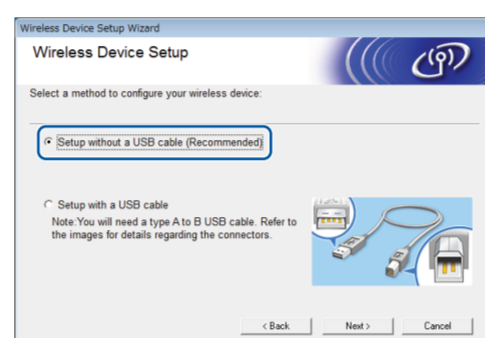 Wireless Device Setup Wizard
Wireless Device Setup
Select a method to configure your wireless device:
Setup without a USB cable (Recommended)
Setup with a USB cable
Note:You will need a type A to B USB cable. Refer to
the images for details regarding the connectors.
< Back
Next >
Cancel